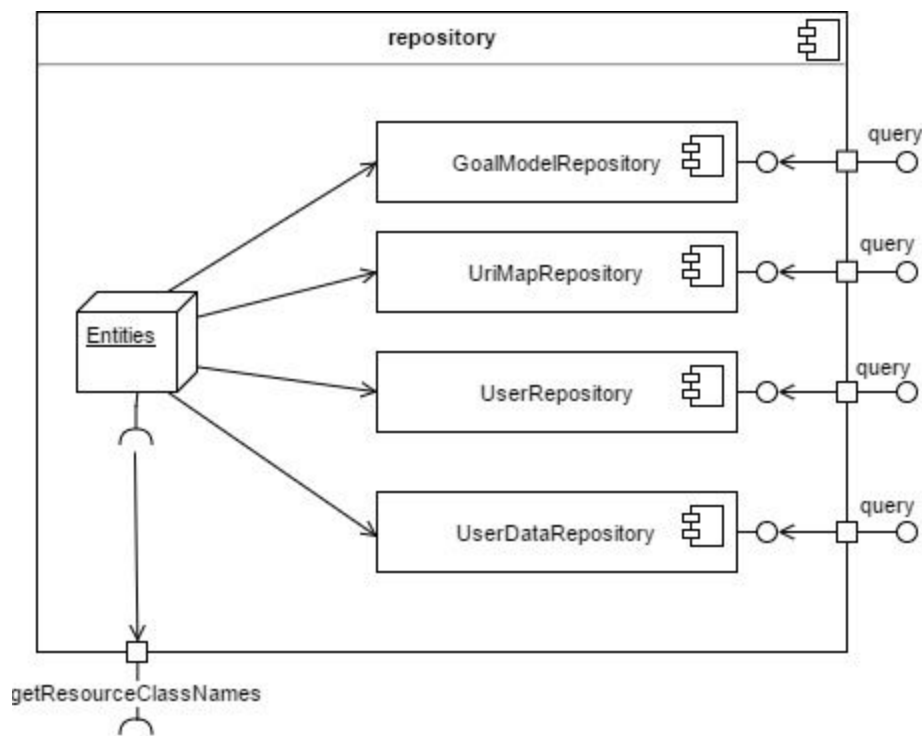 repository
query
GoalModelRepository
query
UriMapRepository
Entities
query
UserRepository
query
UserDataRepository
getResourceClassNames